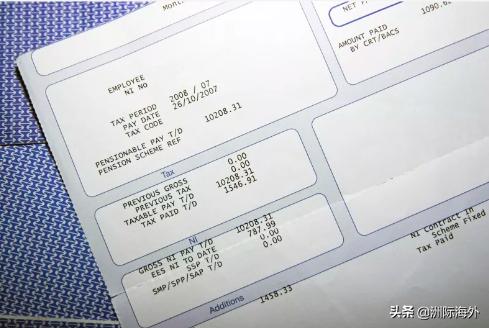 Month
EMPLOYEE
NI NO
TAX PERIOD 2008 / 07
PAY DATE 26/10/2007
TAX CODE
PENSIONABLE PAY T/D 10208.31
PENSION SCHEME REF
Tax
PREVIOUS GROSS 0.00
PREVIOUS TAX 0.00
TAXABLE PAY T/D 10208.31
TAX PAID T/D 1546.91
NI
GROSS NI PAY T/D 10208.31
EES NI TO DATE 787.99
SSP T/D 0.00
SMP/SPP/SAP T/D 0.00
Additions 1458.33
NET
1090.
AMOUNT PAID
BY CRT/BACS
NI Contract in
Scheme Fixed
Tax Paid
头条 @洲际海外